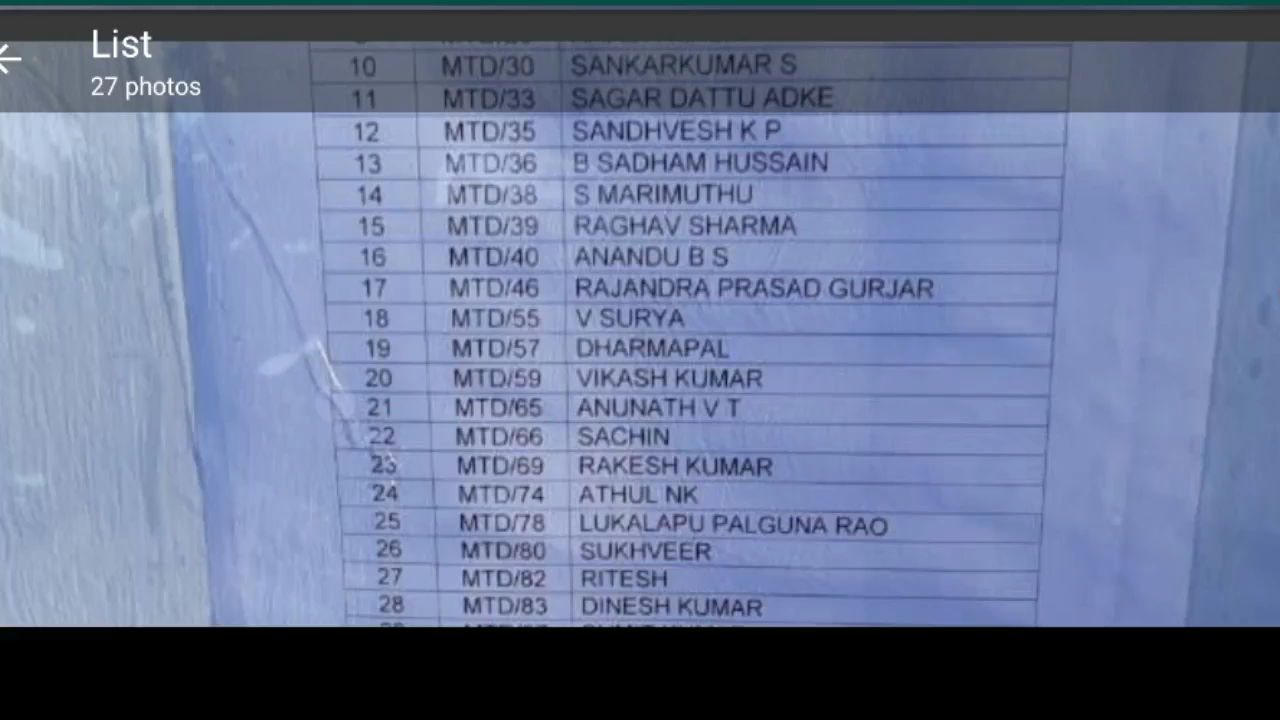 List
27 photos
10 MTD/30 SANKARKUMAR S
11 MTD/33 SAGAR DATTU ADKE
12 MTD/35 SANDHVESH K P
13 MTD/36 B SADHAM HUSSAIN
14 MTD/38 S MARIMUTHU
15 MTD/39 RAGHAV SHARMA
16 MTD/40 ANANDU B S
17 MTD/46 RAJANDRA PRASAD GURJAR
18 MTD/55 V SURYA
19 MTD/57 DHARMAPAL
20 MTD/59 VIKASH KUMAR
21 MTD/65 ANUNATH V T
22 MTD/66 SACHIN
23 MTD/69 RAKESH KUMAR
24 MTD/74 ATHUL NK
25 MTD/78 LUKALAPU PALGUNA RAO
26 MTD/80 SUKHVEER
27 MTD/82 RITESH
28 MTD/83 DINESH KUMAR